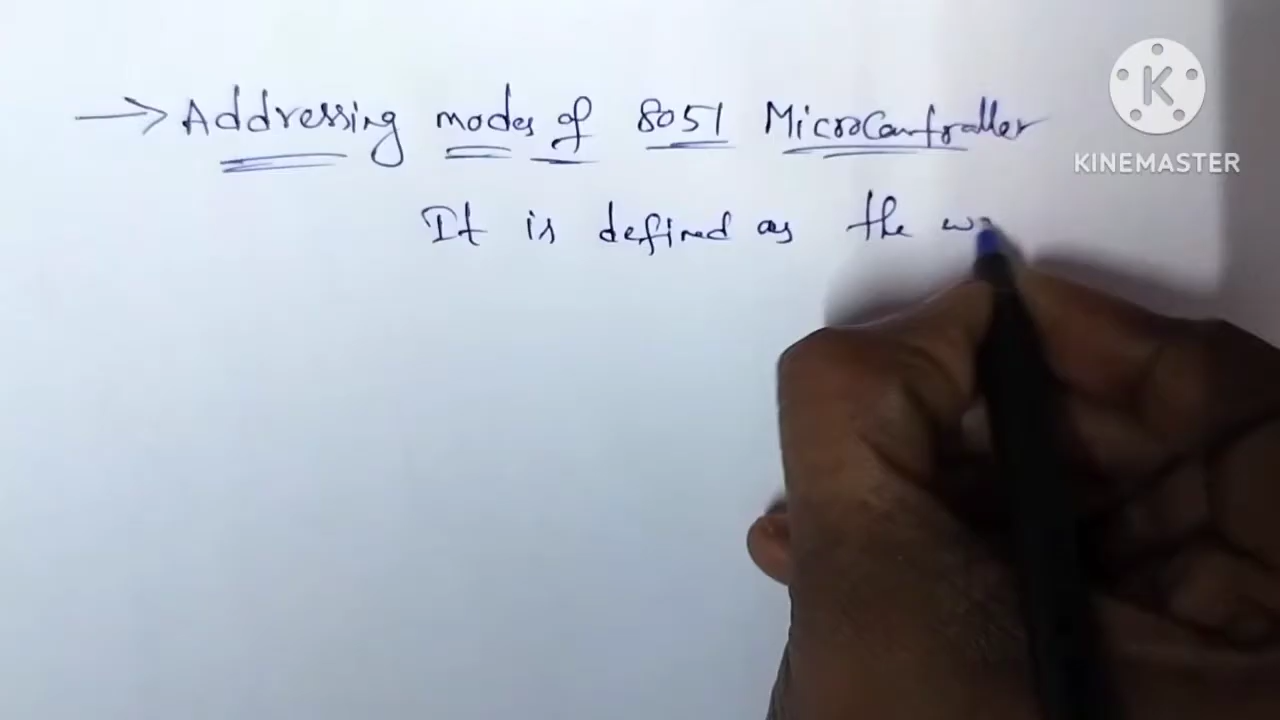 → Addressing modes of 8051 MicroController
KINEMASTER
It is defined as the